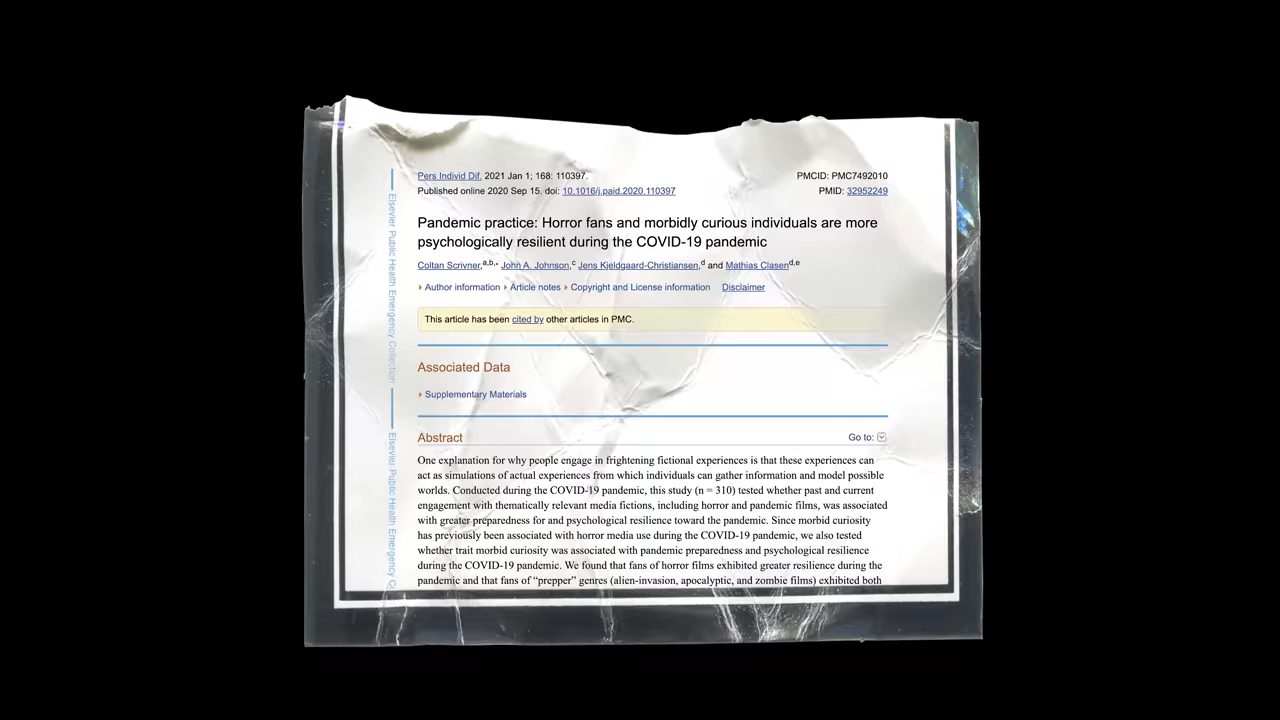 Pers Individ Dif. 2021 Jan 1; 168: 110397.
PMCID: PMC7492010
Published online 2020 Sep 15. doi: 10.1016/j.paid.2020.110397
PMID: 32952249
Pandemic practice: Horror fans and morbidly curious individuals are more
psychologically resilient during the COVID-19 pandemic
Coltan Scrivner,a,b,⁎ John A. Johnson,c Jens Kjeldgaard-Christiansen,d and Mathias Clasend,e
Author information Article notes Copyright and License information Disclaimer
This article has been cited by other articles in PMC.
Associated Data
Supplementary Materials
Abstract
Go to:
One explanation for why people engage in frightening fictional experiences is that these experiences can
act as simulations of actual experiences from which individuals can gather information and model possible
worlds. Conducted during the COVID-19 pandemic, this study (n = 310) tested whether past and current
engagement with thematically relevant media fictions, including horror and pandemic films, was associated
with greater preparedness for and psychological resilience toward the pandemic. Since morbid curiosity
has previously been associated with horror media use during the COVID-19 pandemic, we also tested
whether trait morbid curiosity was associated with pandemic preparedness and psychological resilience
during the COVID-19 pandemic. We found that fans of horror films exhibited greater resilience during the
pandemic and that fans of “prepper” genres (alien-invasion, apocalyptic, and zombie films) exhibited both
Elsevier Public Health Emergency Collection
Elsevier Public Health Emergency